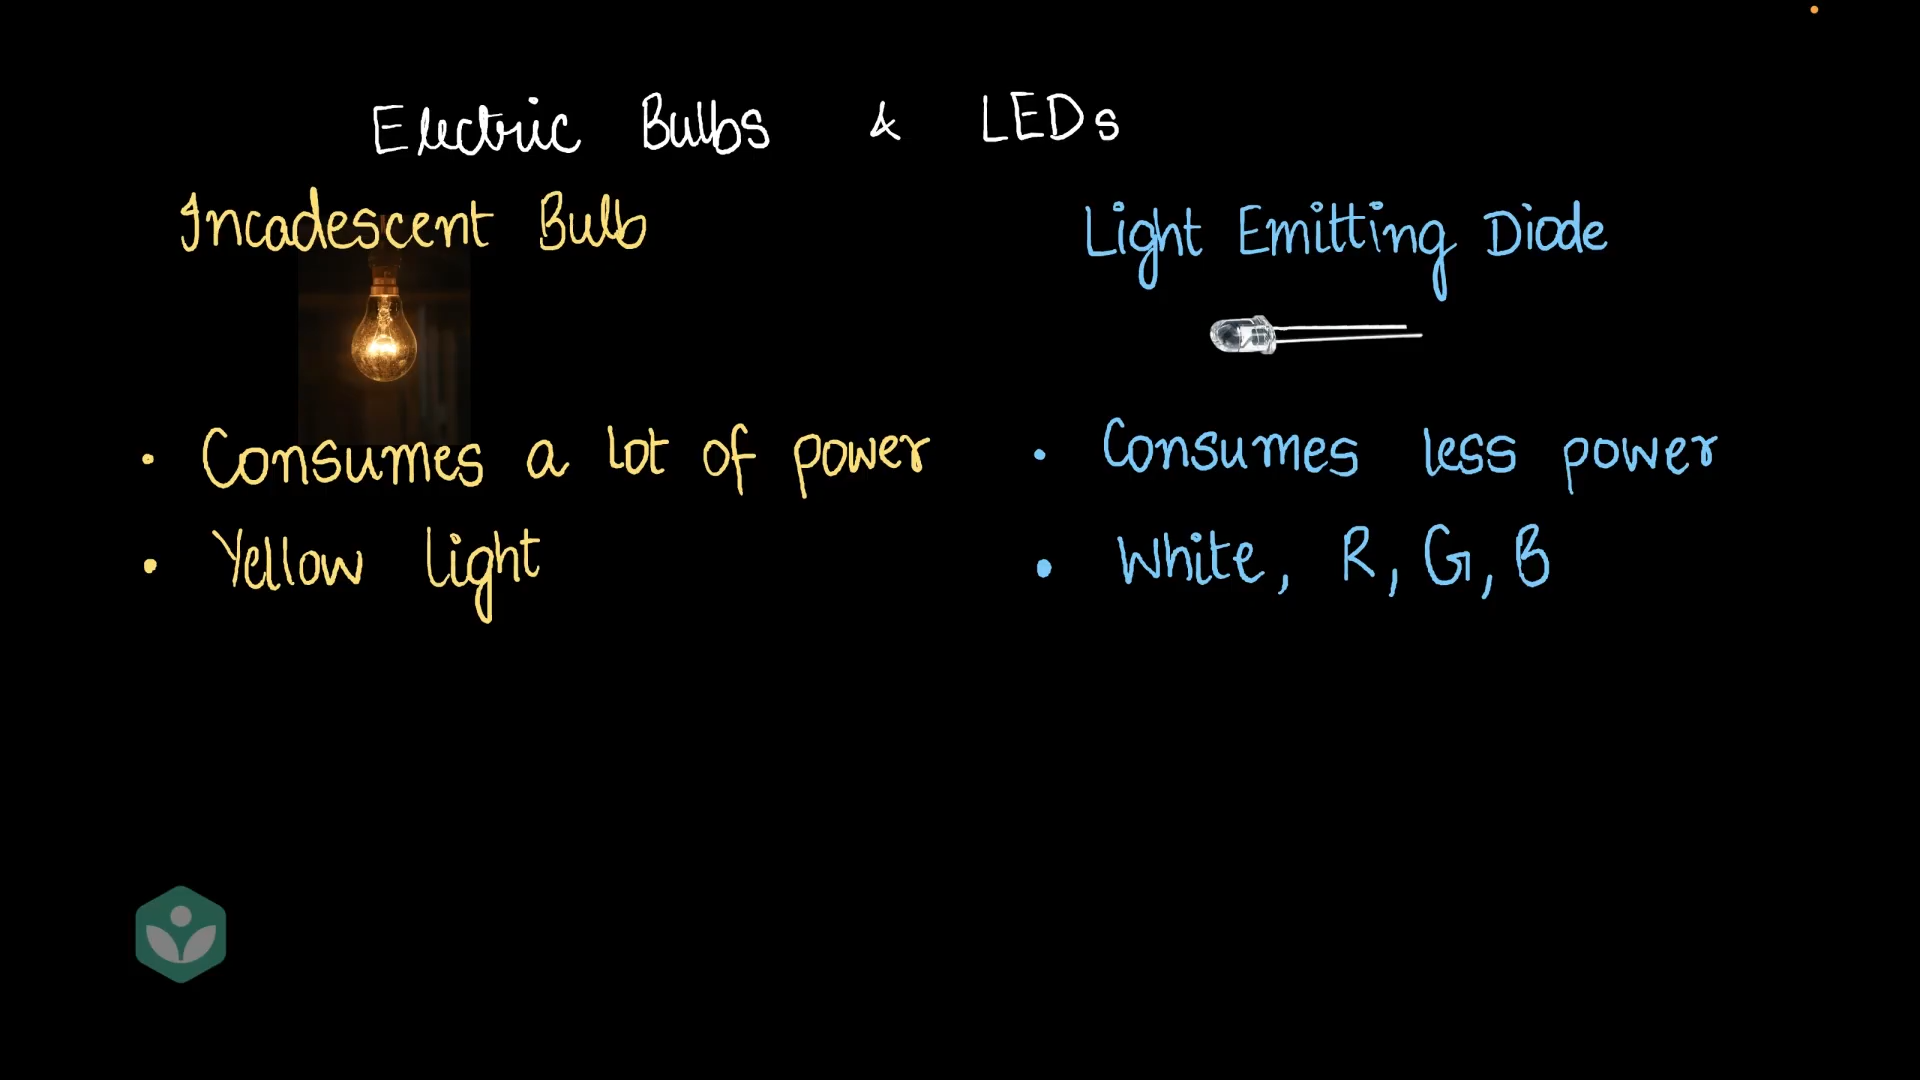 Electric Bulbs & LEDs
Incadescent Bulb
Light Emitting Diode
• Consumes a lot of power
• Yellow light
• Consumes less power
• White, R, G, B